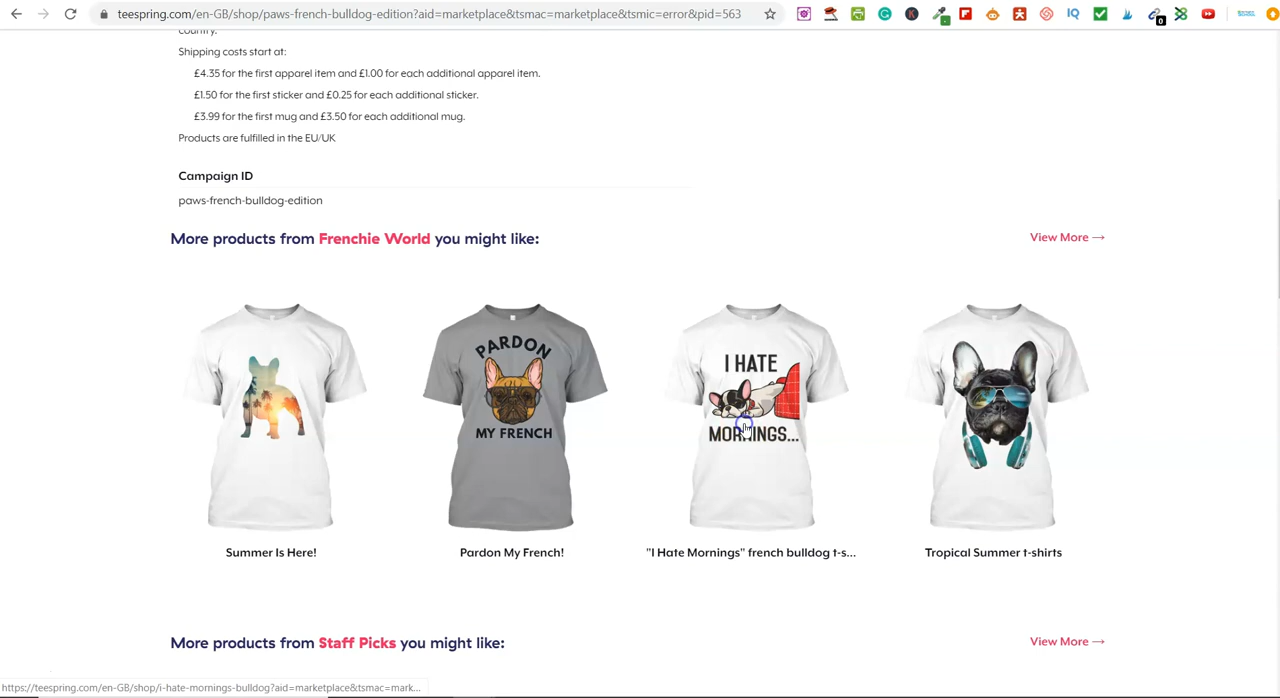 teespring.com/en-GB/shop/paws-french-bulldog-edition?aid=marketplace&tsmac=marketplace&tsmic=error&pid=563
country.
Shipping costs start at:
£4.35 for the first apparel item and £1.00 for each additional apparel item.
£1.50 for the first sticker and £0.25 for each additional sticker.
£3.99 for the first mug and £3.50 for each additional mug.
Products are fulfilled in the EU/UK
Campaign ID
paws-french-bulldog-edition
More products from Frenchie World you might like:
View More →
PARDON
MY FRENCH
I HATE
MORNINGS...
Summer Is Here!
Pardon My French!
"I Hate Mornings" french bulldog t-s...
Tropical Summer t-shirts
More products from Staff Picks you might like:
View More →
https://teespring.com/en-GB/shop/i-hate-mornings-bulldog?aid=marketplace&tsmac=mark...